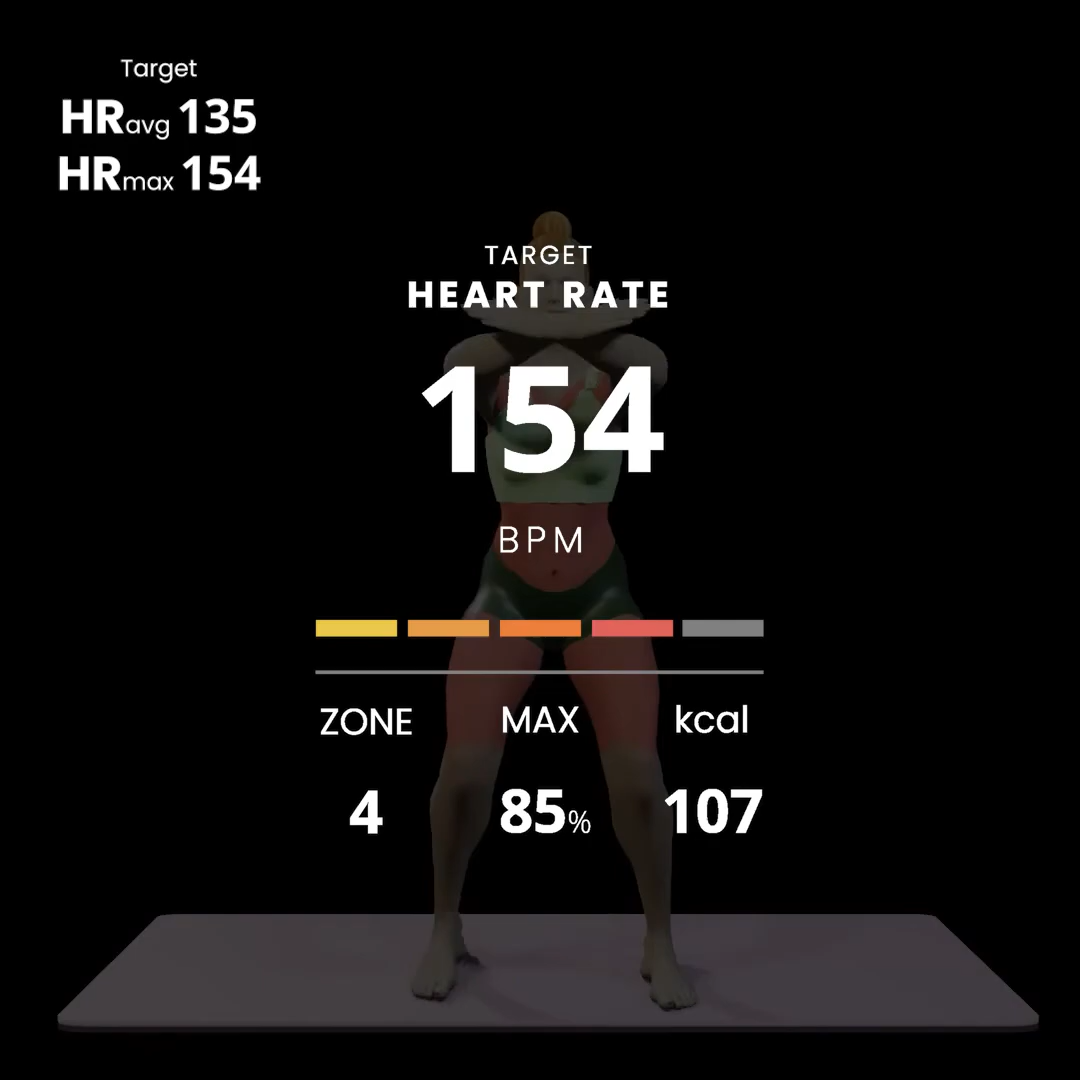 Target
HRavg 135
HRmax 154
TARGET
HEART RATE
154
BPM
ZONE MAX kcal
4 85% 107